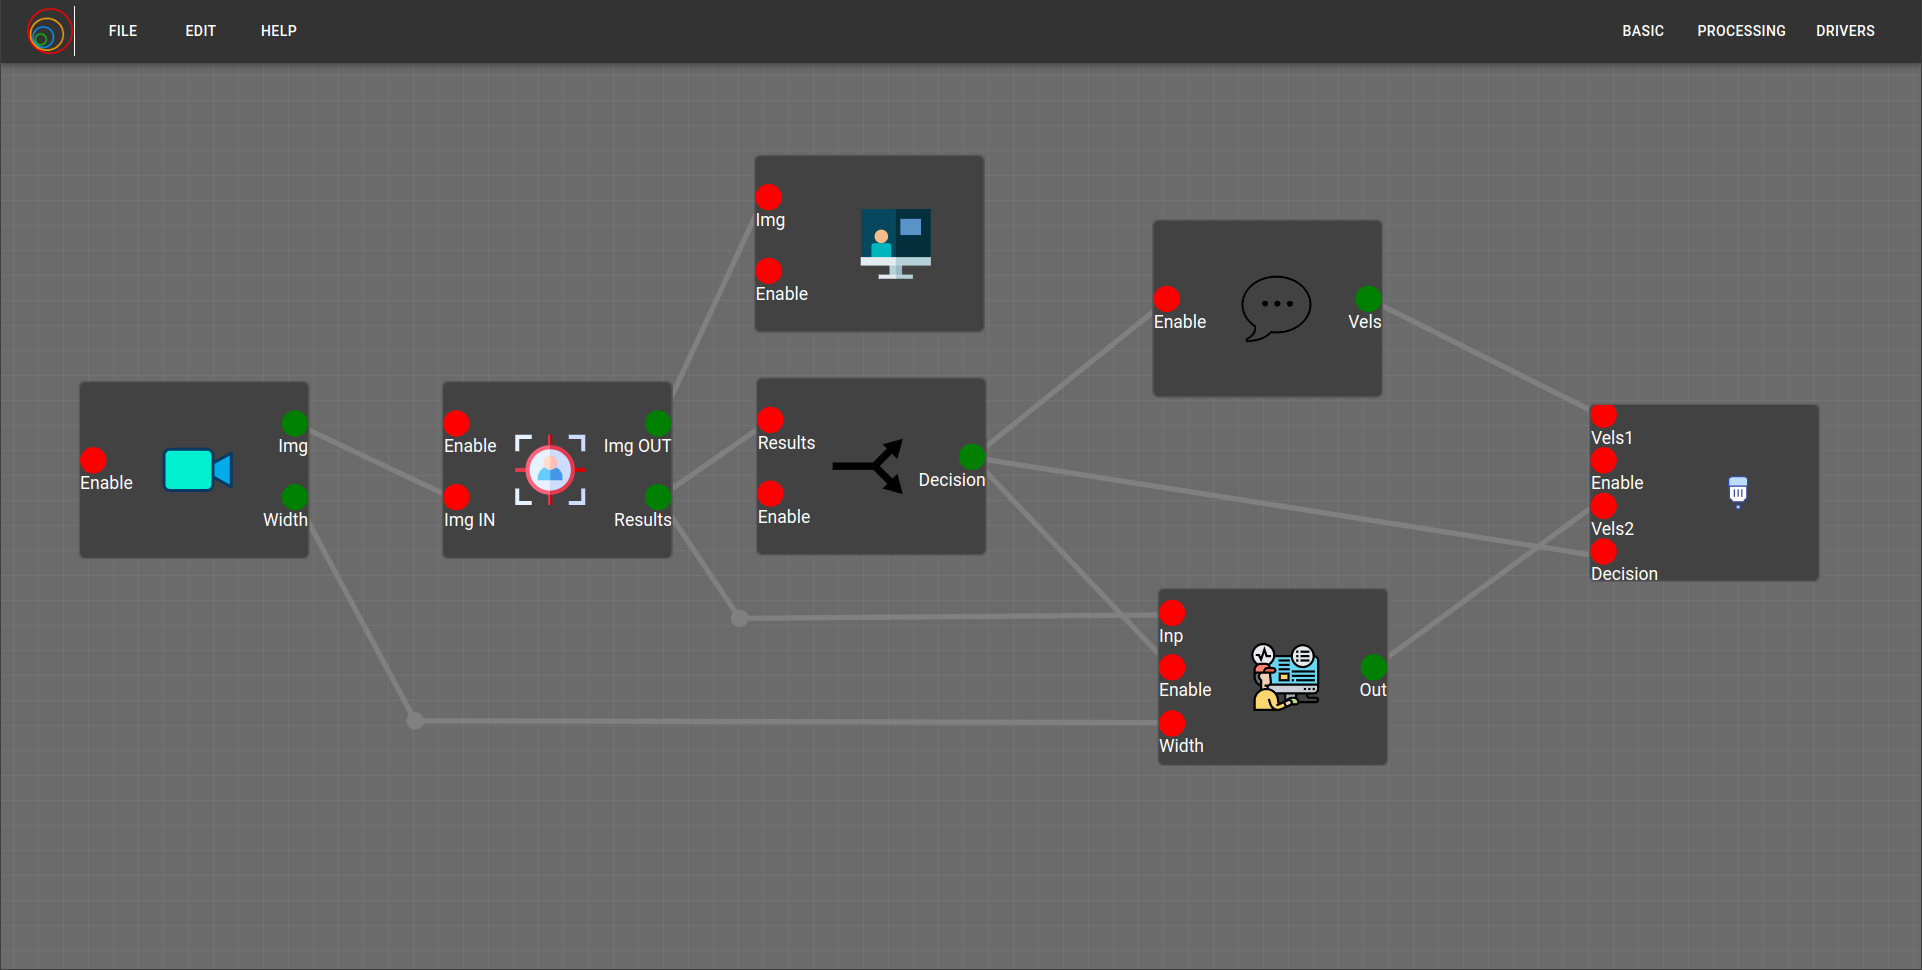 FILE
EDIT
HELP
BASIC
PROCESSING
DRIVERS
Enable
Img
Width
Enable
Img IN
Img OUT
Results
Img
Enable
Results
Enable
Decision
Enable
Vels
Inp
Enable
Width
Out
Vels1
Enable
Vels2
Decision